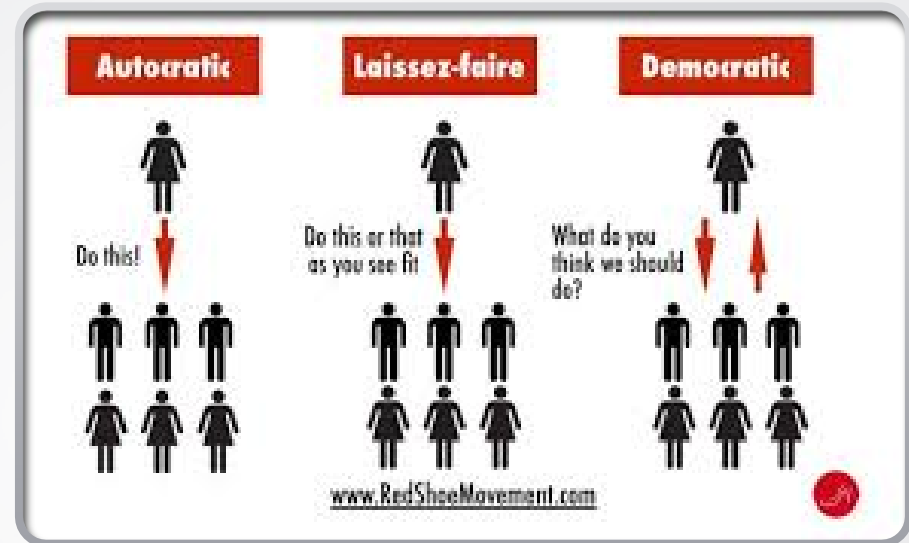 Autocratic
Laissez-faire
Democratic
Do this!
Do this or that
as you see fit
What do you
think we should
do?
www.RedShoeMovement.com